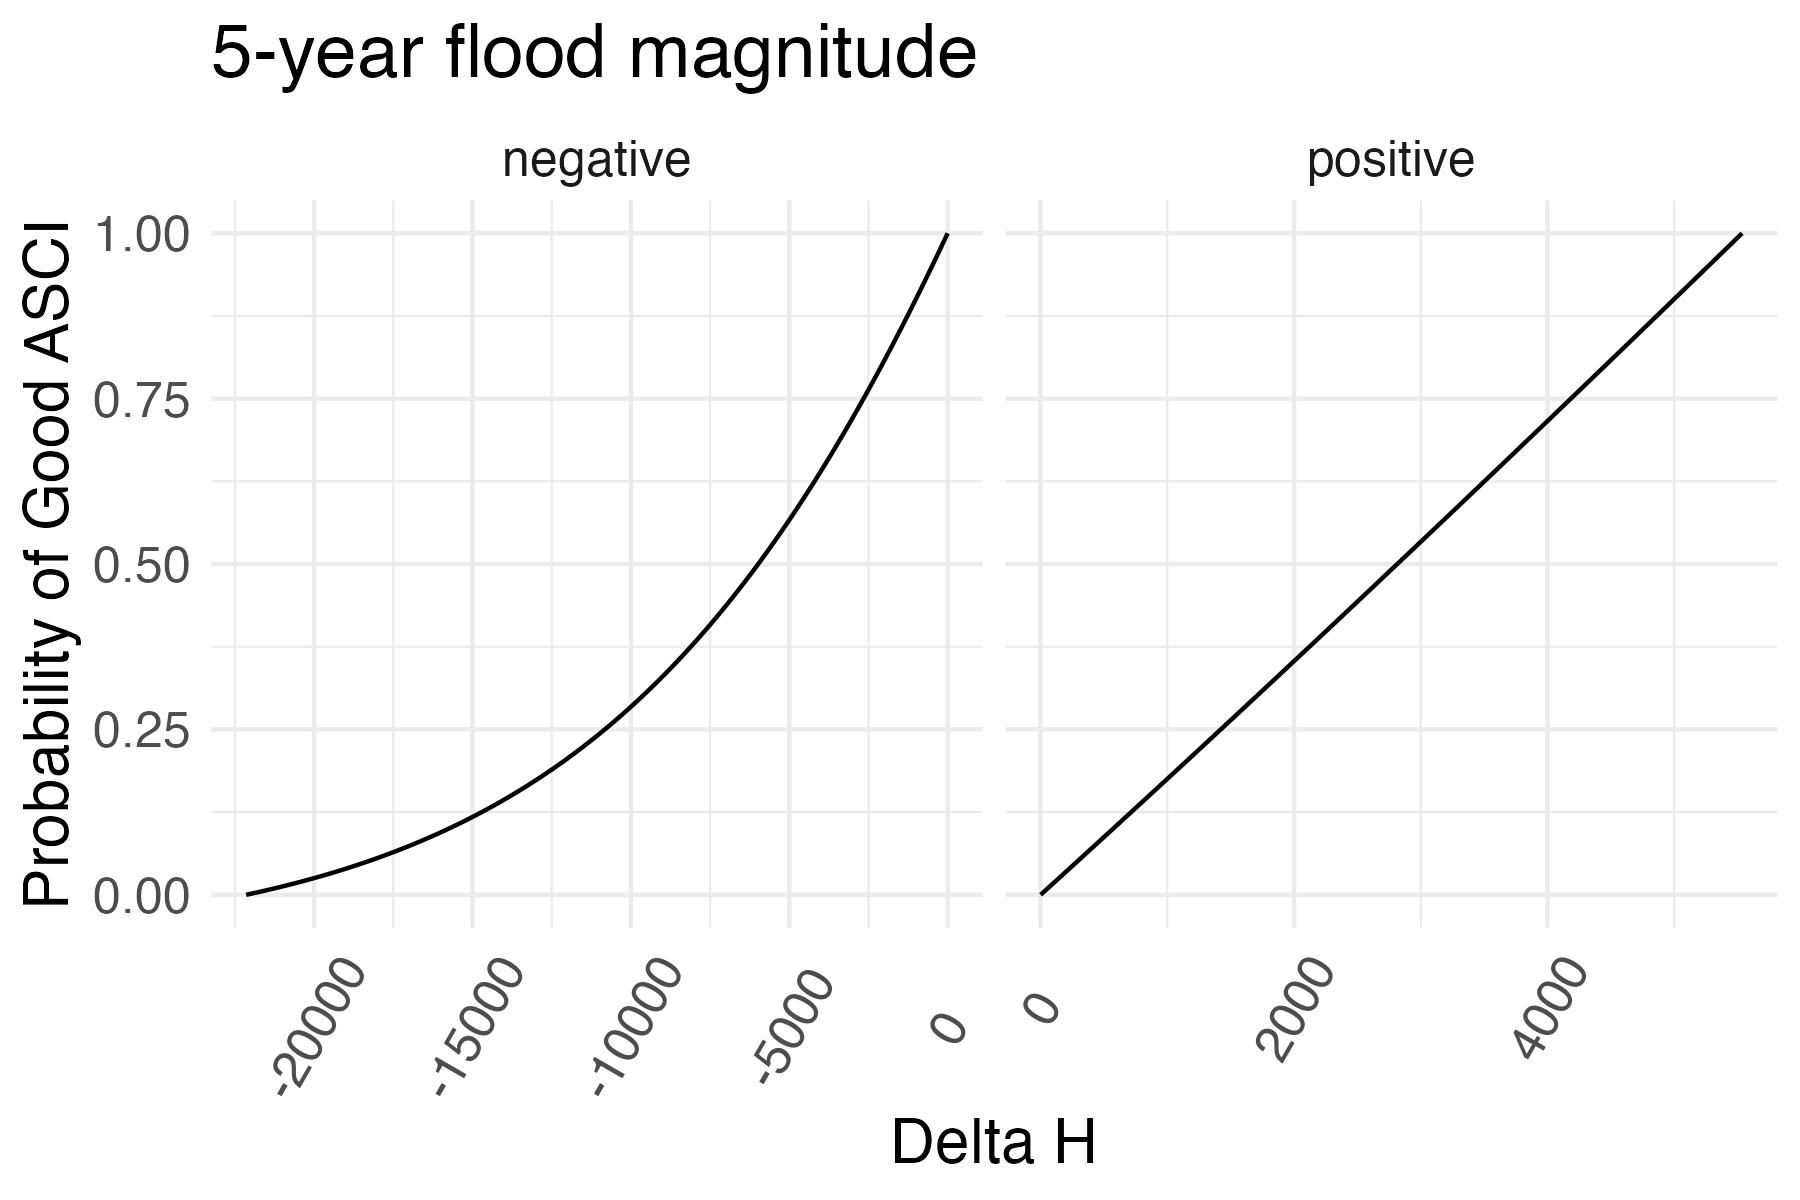 5-year flood magnitude
negative
positive
Probability of Good ASCI
1.00
0.75
0.50
0.25
0.00
-20000
-15000
-10000
-5000
0
0
2000
4000
Delta H